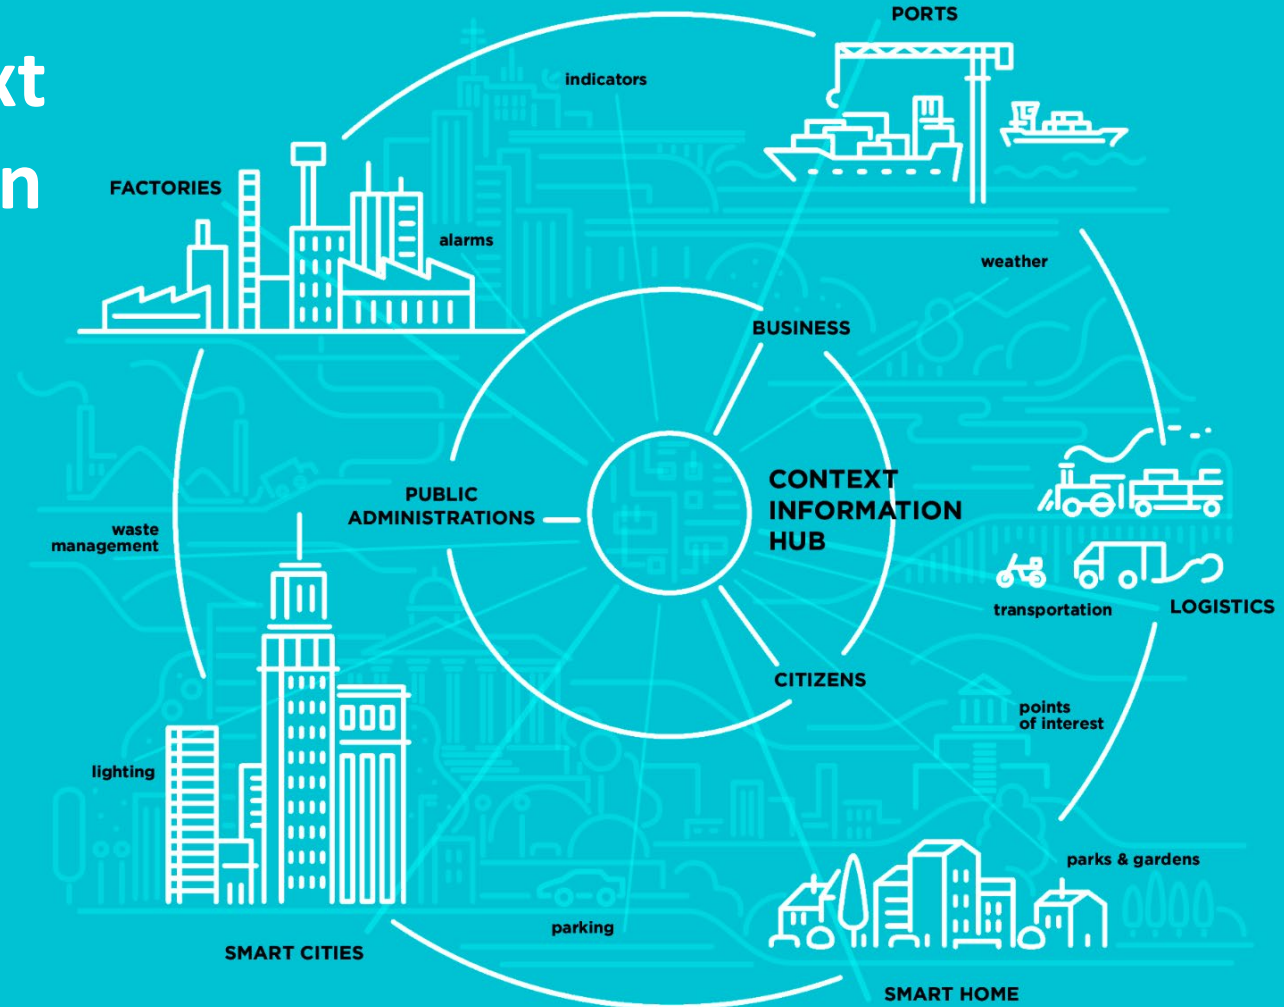 PORTS
indicators
FACTORIES
alarms
weather
BUSINESS
CONTEXT
INFORMATION
HUB
PUBLIC
ADMINISTRATIONS
waste
management
transportation
LOGISTICS
CITIZENS
points
of interest
lighting
parks & gardens
parking
SMART CITIES
SMART HOME